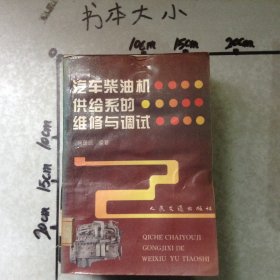 书本大小
10cm
15cm
20cm
10cm
15cm
20cm
汽车柴油机
供给系的
维修与调试
编著
人民交通出版社
QICHE CHAIYOUJI
GONGJIXI DE
WEIXIU YU TIAOSHI